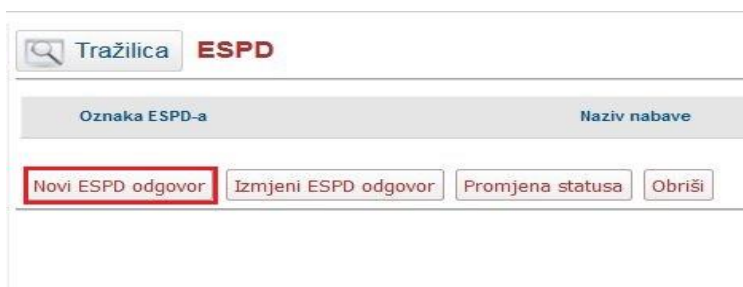 Tražilica ESPD
Oznaka ESPD-a Naziv nabave
Novi ESPD odgovor Izmjeni ESPD odgovor Promjena statusa Obriši